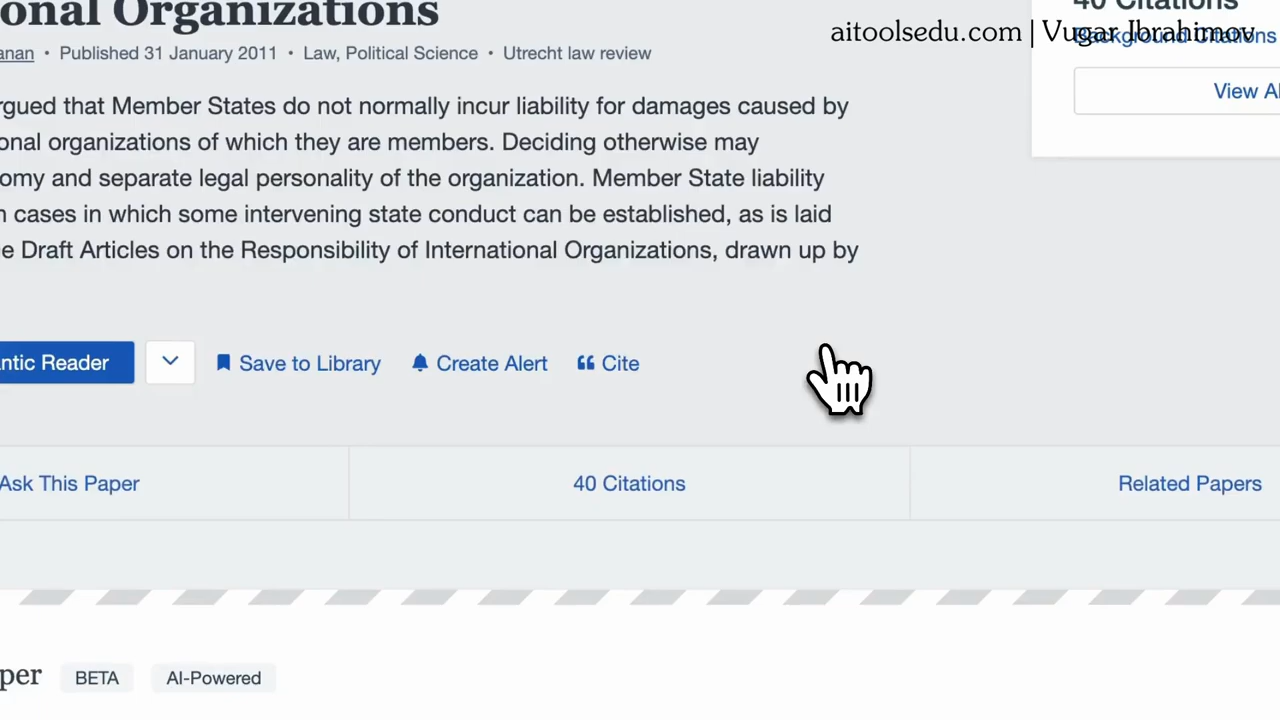 onal Organizations
40 Citations
aitoolsedu.com | Vugar Ibrahimov
Background Citations
anan • Published 31 January 2011 • Law, Political Science • Utrecht law review
View Al
rgued that Member States do not normally incur liability for damages caused by
onal organizations of which they are members. Deciding otherwise may
omy and separate legal personality of the organization. Member State liability
n cases in which some intervening state conduct can be established, as is laid
e Draft Articles on the Responsibility of International Organizations, drawn up by
ntic Reader
Save to Library
Create Alert
Cite
Ask This Paper
40 Citations
Related Papers
per
BETA
AI-Powered